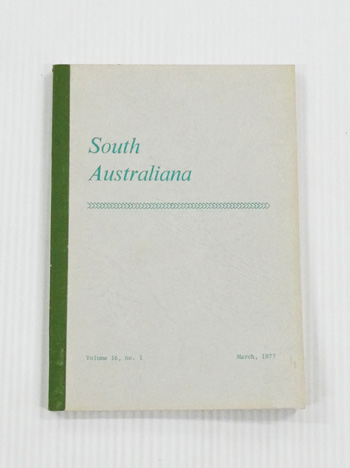 South
Australiana
Volume 16, no. 1
March, 1977